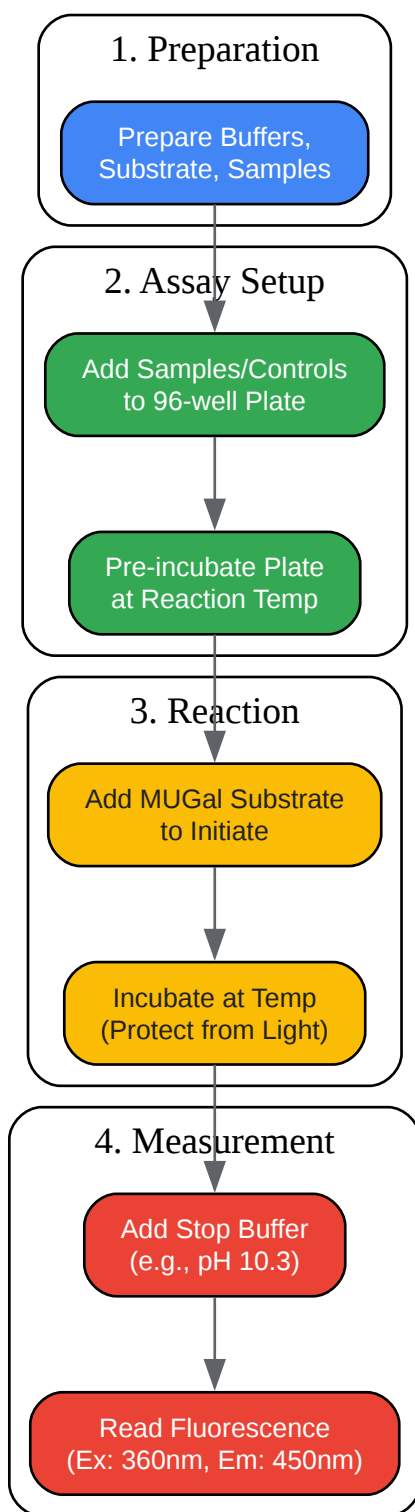 1. Preparation
Prepare Buffers,
Substrate, Samples
2. Assay Setup
Add Samples/Controls
to 96-well Plate
Pre-incubate Plate
at Reaction Temp
3. Reaction
Add MUGal Substrate
to Initiate
Incubate at Temp
(Protect from Light)
4. Measurement
Add Stop Buffer
(e.g., pH 10.3)
Read Fluorescence
(Ex: 360nm, Em: 450nm)